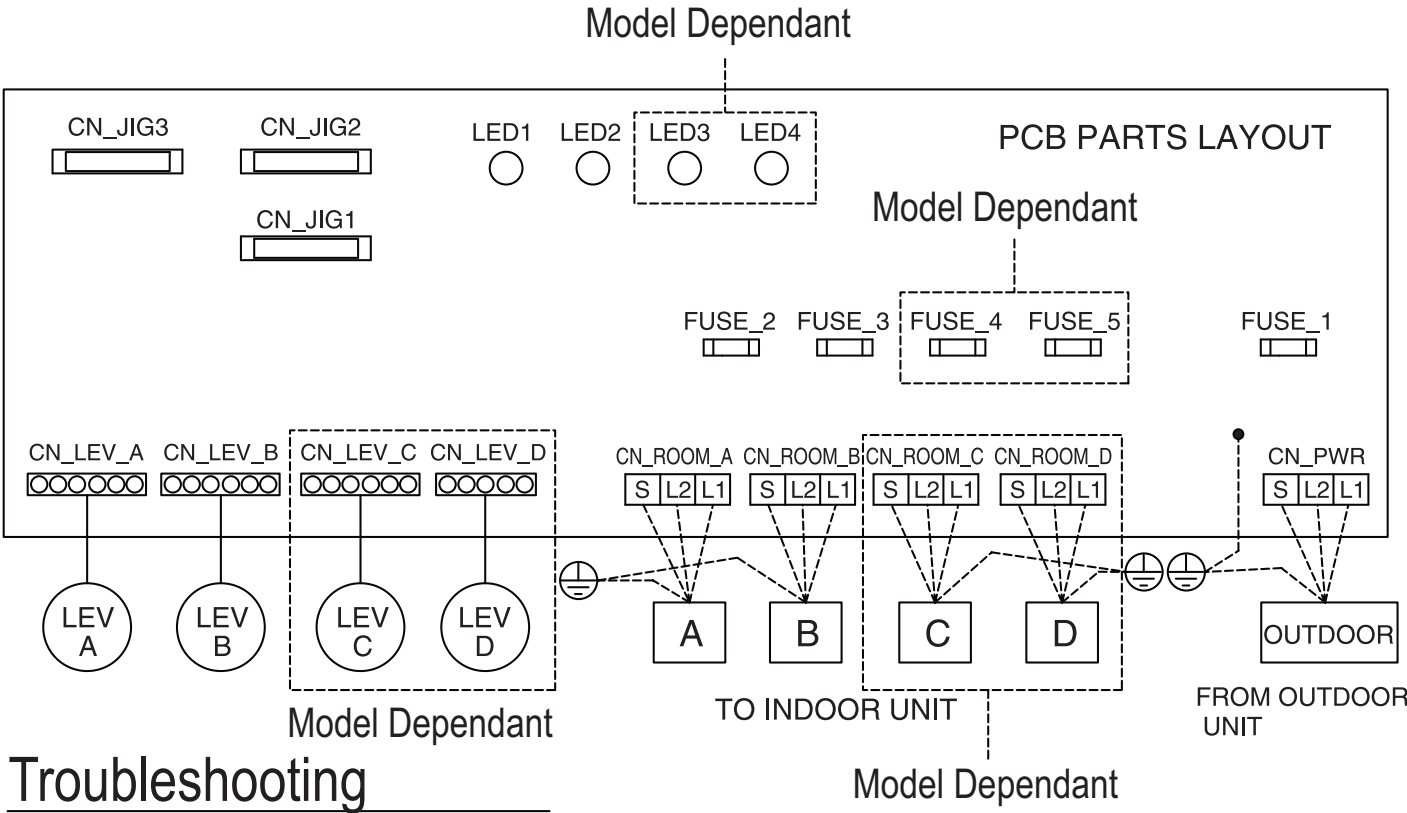 Model Dependant
CN_JIG3 CN_JIG2 LED1 LED2 LED3 LED4 PCB PARTS LAYOUT
CN_JIG1
Model Dependant
FUSE_2 FUSE_3 FUSE_4 FUSE_5 FUSE_1
CN_LEV_A CN_LEV_B CN_LEV_C CN_LEV_D CN_ROOM_A CN_ROOM_B CN_ROOM_C CN_ROOM_D CN_PWR
S L2 L1 S L2 L1 S L2 L1 S L2 L1 S L2 L1
LEV A
LEV B
LEV C
LEV D
A B C D OUTDOOR
TO INDOOR UNIT
FROM OUTDOOR
UNIT
Model Dependant
Model Dependant
Troubleshooting